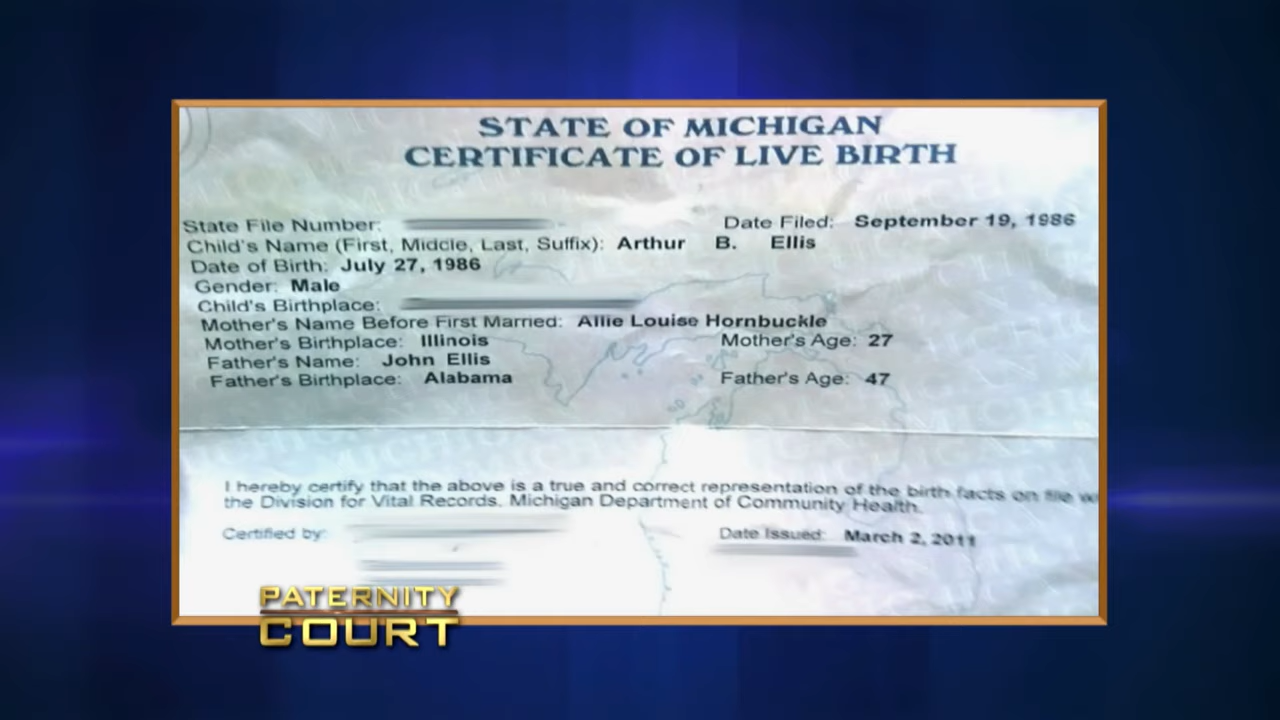 STATE OF MICHIGAN
CERTIFICATE OF LIVE BIRTH
State File Number: Date Filed: September 19, 1986
Child's Name (First, Middle, Last, Suffix): Arthur B. Ellis
Date of Birth: July 27, 1986
Gender: Male
Child's Birthplace:
Mother's Name Before First Married: Allie Louise Hornbuckle
Mother's Birthplace: Illinois Mother's Age: 27
Father's Name: John Ellis
Father's Birthplace: Alabama Father's Age: 47
I hereby certify that the above is a true and correct representation of the birth facts on file
the Division for Vital Records, Michigan Department of Community Health.
Certified by: Date Issued: March 2, 2011
PATERNITY
COURT